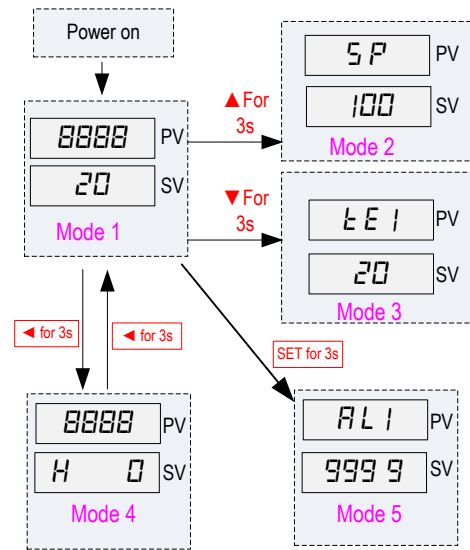 Power on
8888 PV
20 SV
Mode 1
▲For
3s
SP PV
100 SV
Mode 2
▼For
3s
tE1 PV
20 SV
Mode 3
◄ for 3s
◄ for 3s
SET for 3s
8888 PV
H 0 SV
Mode 4
AL1 PV
999 9 SV
Mode 5